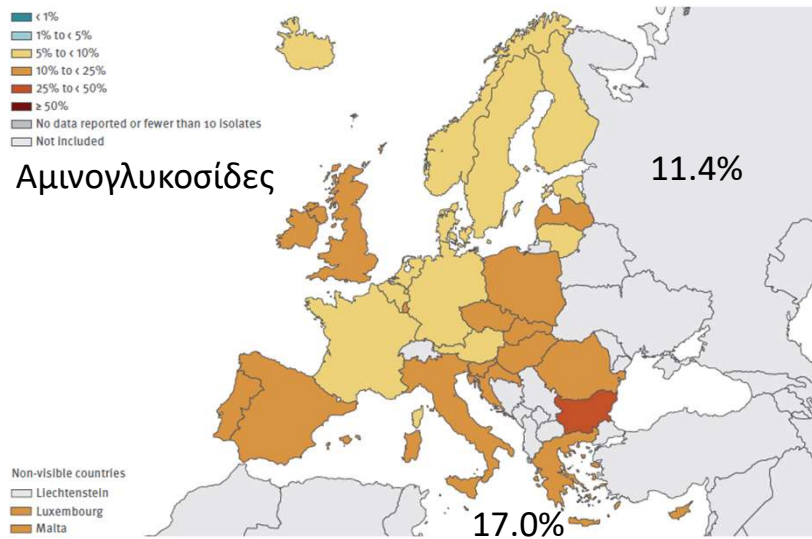 < 1%
1% to < 5%
5% to < 10%
10% to < 25%
25% to < 50%
≥ 50%
No data reported or fewer than 10 isolates
Not included
Αμινογλυκοσίδες
11.4%
Non-visible countries
Liechtenstein
Luxembourg
Malta
17.0%